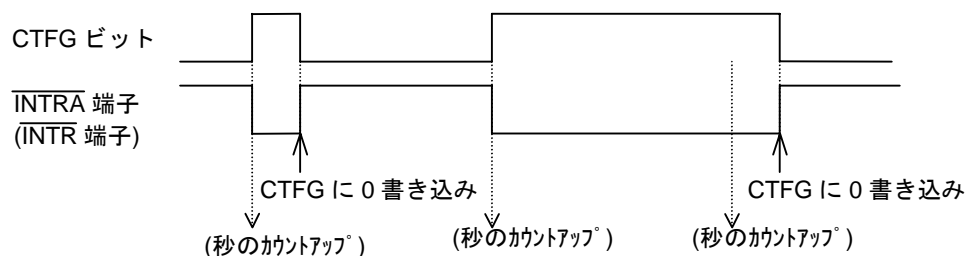 CTFG ビット
INTRA 端子
(INTR 端子)
CTFG に 0 書き込み
CTFG に 0 書き込み
(秒のｶｳﾝﾄｱｯﾌﾟ)
(秒のｶｳﾝﾄｱｯﾌﾟ)
(秒のｶｳﾝﾄｱｯﾌﾟ)